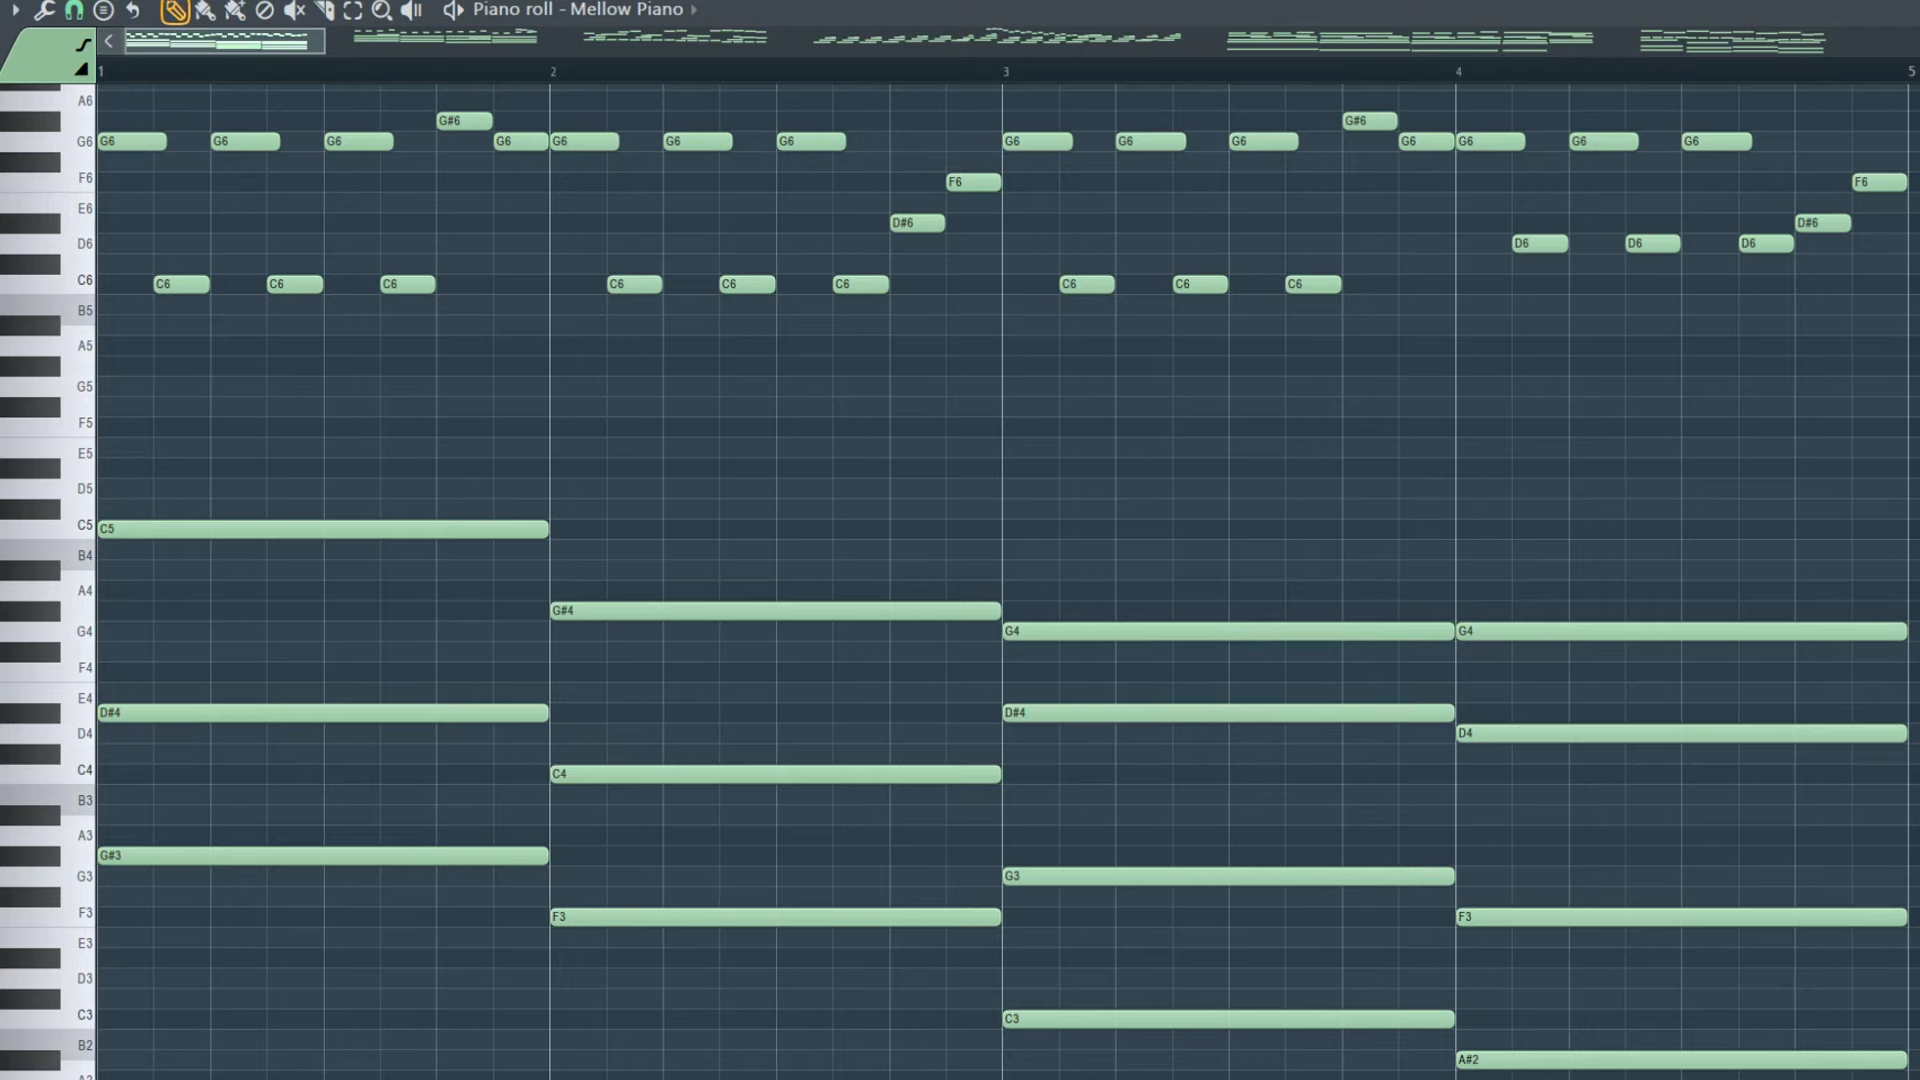 Piano roll - Mellow Piano
1 2 3 4 5
A6
G#6 G#6
G6 G6 G6 G6 G6 G6 G6 G6 G6 G6 G6 G6 G6 G6 G6 G6 G6
F6 F6 F6
E6
D#6 D#6
D6 D6 D6 D6
C6 C6 C6 C6 C6 C6 C6 C6 C6 C6
B5
A5
G5
F5
E5
D5
C5 C5
B4
A4
G#4
G4 G4 G4
F4
E4
D#4 D#4
D4 D4
C4 C4
B3
A3
G#3
G3 G3
F3 F3 F3
E3
D3
C3 C3
B2
A#2